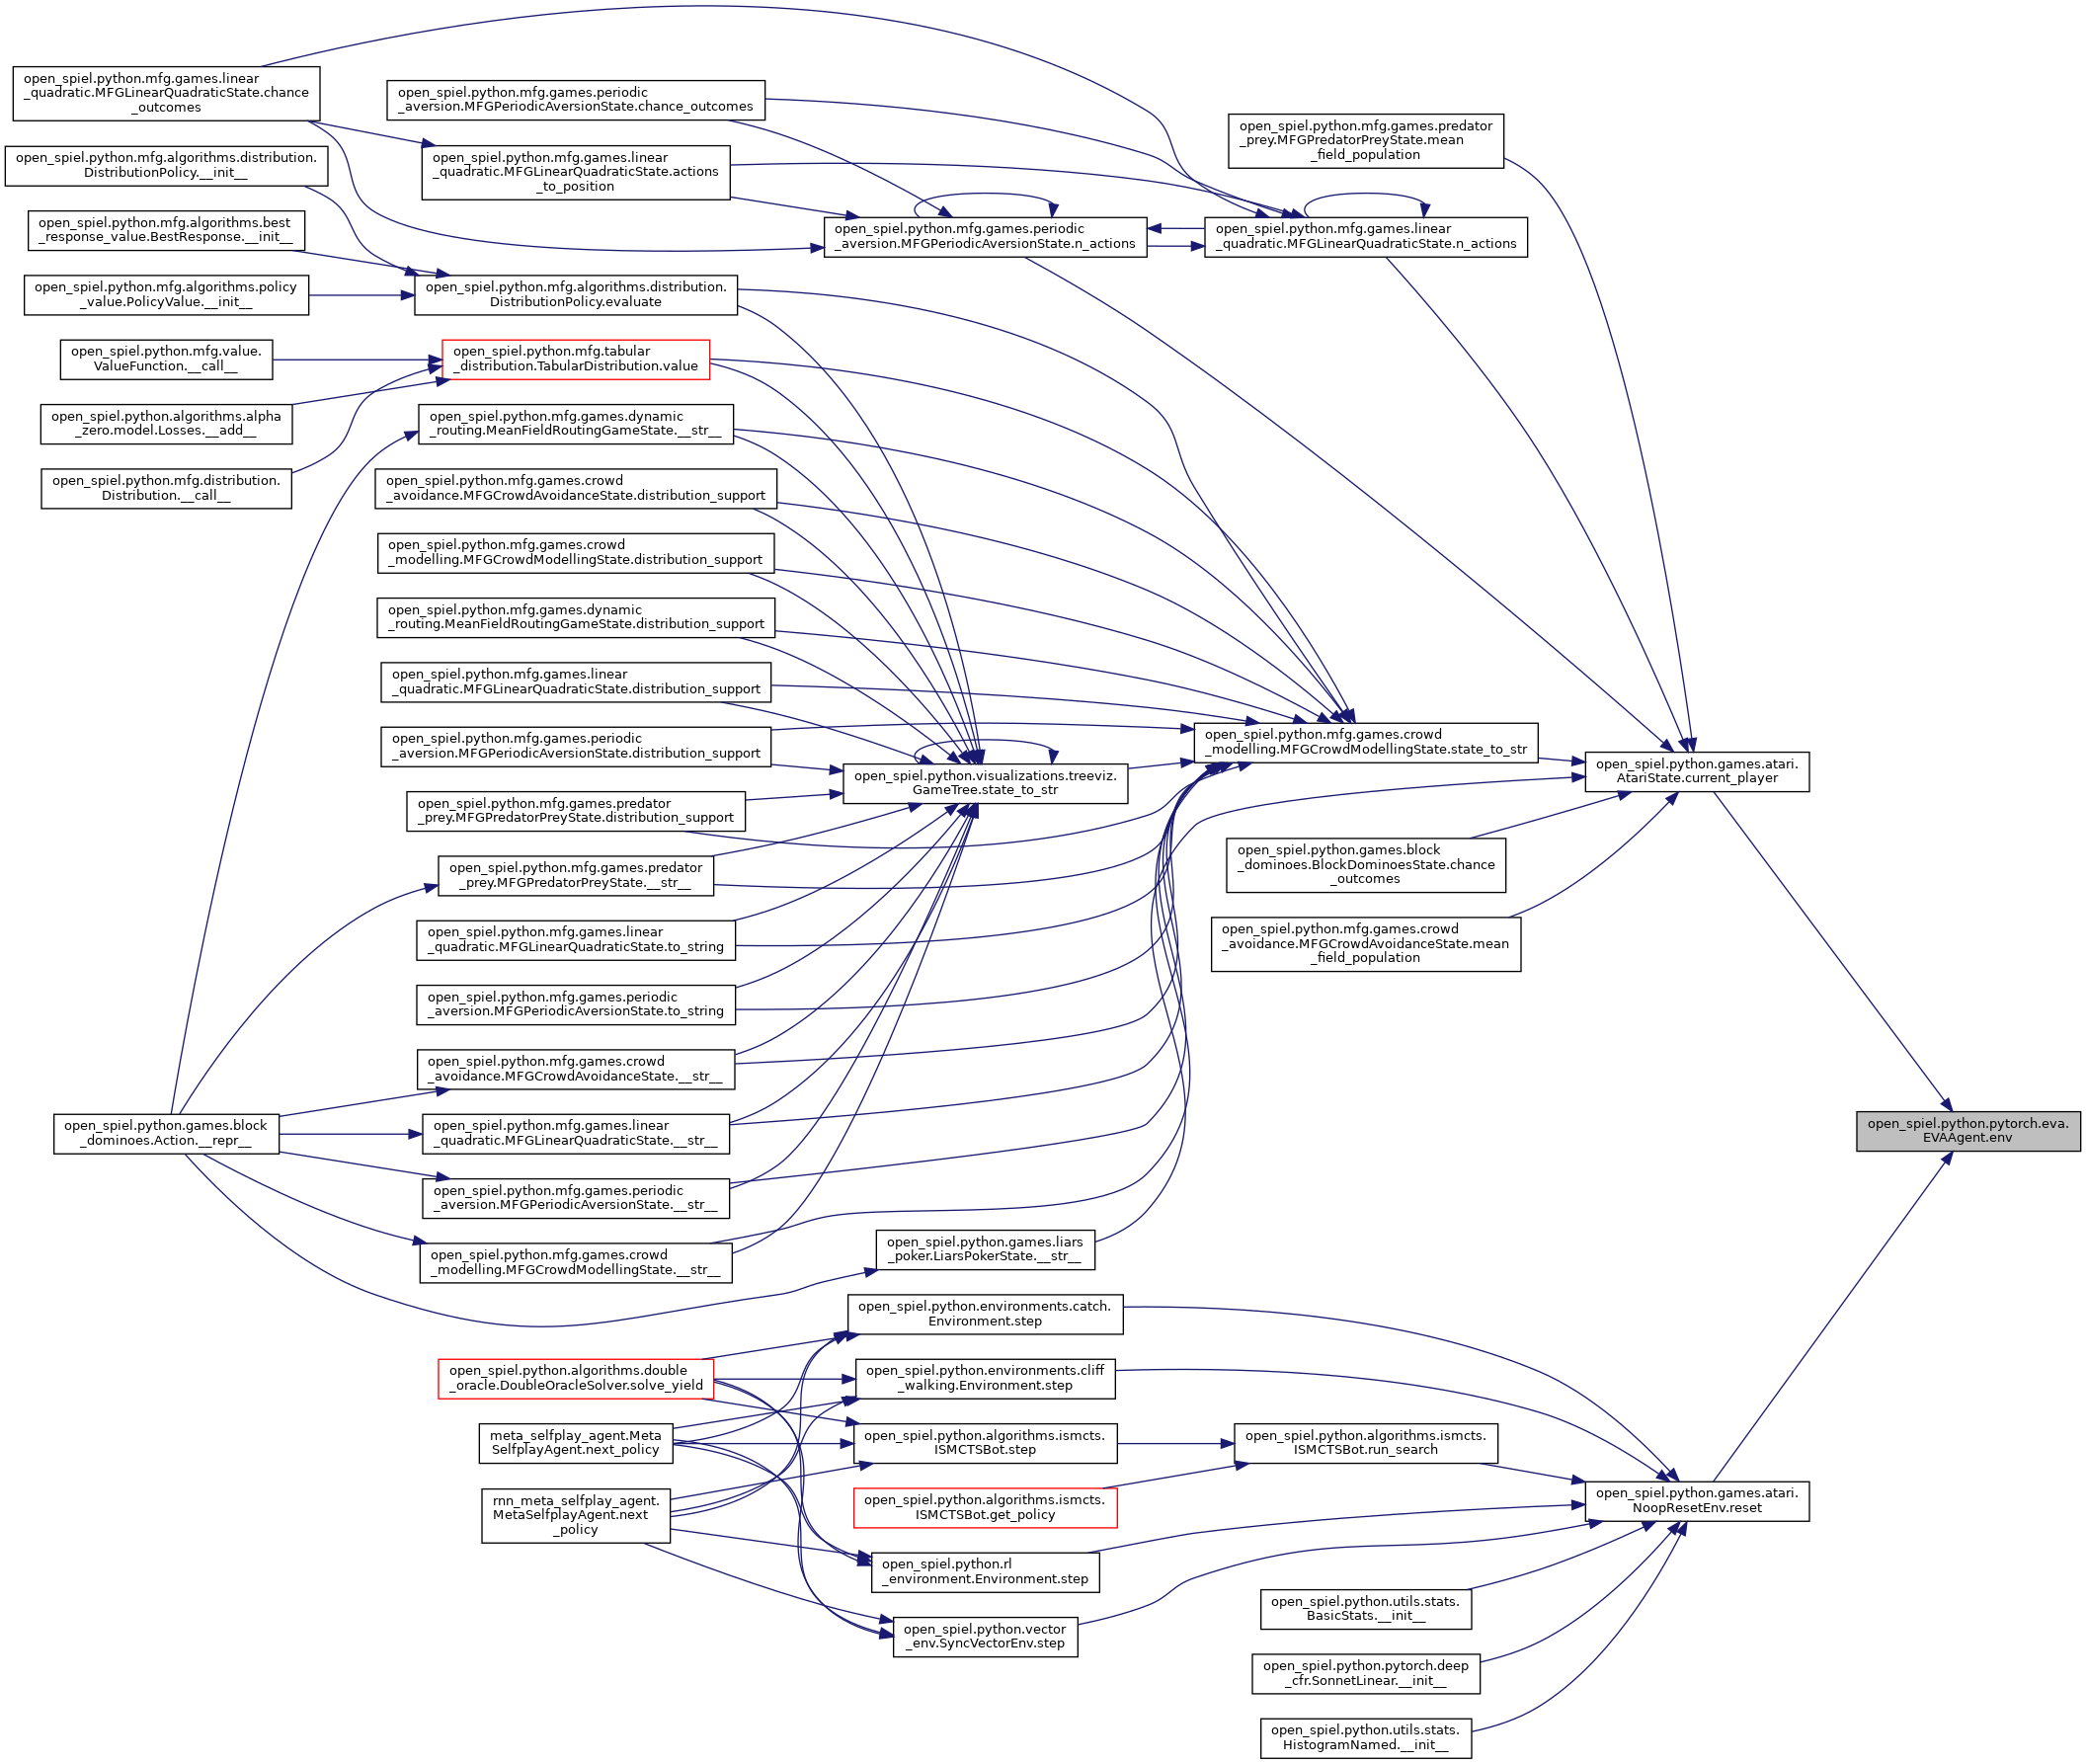 open_spiel.python.mfg.games.linear
_quadratic.MFGLinearQuadraticState.chance
_outcomes
open_spiel.python.mfg.algorithms.distribution.
DistributionPolicy.__init__
open_spiel.python.mfg.algorithms.best
_response_value.BestResponse.__init__
open_spiel.python.mfg.algorithms.policy
_value.PolicyValue.__init__
open_spiel.python.mfg.value.
ValueFunction.__call__
open_spiel.python.algorithms.alpha
_zero.model.Losses.__add__
open_spiel.python.mfg.distribution.
Distribution.__call__
open_spiel.python.games.block
_dominoes.Action.__repr__
open_spiel.python.mfg.games.periodic
_aversion.MFGPeriodicAversionState.chance_outcomes
open_spiel.python.mfg.games.linear
_quadratic.MFGLinearQuadraticState.actions
_to_position
open_spiel.python.mfg.algorithms.distribution.
DistributionPolicy.evaluate
open_spiel.python.mfg.tabular
_distribution.TabularDistribution.value
open_spiel.python.mfg.games.dynamic
_routing.MeanFieldRoutingGameState.__str__
open_spiel.python.mfg.games.crowd
_avoidance.MFGCrowdAvoidanceState.distribution_support
open_spiel.python.mfg.games.crowd
_modelling.MFGCrowdModellingState.distribution_support
open_spiel.python.mfg.games.dynamic
_routing.MeanFieldRoutingGameState.distribution_support
open_spiel.python.mfg.games.linear
_quadratic.MFGLinearQuadraticState.distribution_support
open_spiel.python.mfg.games.periodic
_aversion.MFGPeriodicAversionState.distribution_support
open_spiel.python.mfg.games.predator
_prey.MFGPredatorPreyState.distribution_support
open_spiel.python.mfg.games.predator
_prey.MFGPredatorPreyState.__str__
open_spiel.python.mfg.games.linear
_quadratic.MFGLinearQuadraticState.to_string
open_spiel.python.mfg.games.periodic
_aversion.MFGPeriodicAversionState.to_string
open_spiel.python.mfg.games.crowd
_avoidance.MFGCrowdAvoidanceState.__str__
open_spiel.python.mfg.games.linear
_quadratic.MFGLinearQuadraticState.__str__
open_spiel.python.mfg.games.periodic
_aversion.MFGPeriodicAversionState.__str__
open_spiel.python.mfg.games.crowd
_modelling.MFGCrowdModellingState.__str__
open_spiel.python.algorithms.double
_oracle.DoubleOracleSolver.solve_yield
meta_selfplay_agent.Meta
SelfplayAgent.next_policy
rnn_meta_selfplay_agent.
MetaSelfplayAgent.next
_policy
open_spiel.python.mfg.games.periodic
_aversion.MFGPeriodicAversionState.n_actions
open_spiel.python.visualizations.treeviz.
GameTree.state_to_str
open_spiel.python.games.liars
_poker.LiarsPokerState.__str__
open_spiel.python.environments.catch.
Environment.step
open_spiel.python.environments.cliff
_walking.Environment.step
open_spiel.python.algorithms.ismcts.
ISMCTSBot.step
open_spiel.python.algorithms.ismcts.
ISMCTSBot.get_policy
open_spiel.python.rl
_environment.Environment.step
open_spiel.python.vector
_env.SyncVectorEnv.step
open_spiel.python.mfg.games.predator
_prey.MFGPredatorPreyState.mean
_field_population
open_spiel.python.mfg.games.linear
_quadratic.MFGLinearQuadraticState.n_actions
open_spiel.python.mfg.games.crowd
_modelling.MFGCrowdModellingState.state_to_str
open_spiel.python.games.block
_dominoes.BlockDominoesState.chance
_outcomes
open_spiel.python.mfg.games.crowd
_avoidance.MFGCrowdAvoidanceState.mean
_field_population
open_spiel.python.algorithms.ismcts.
ISMCTSBot.run_search
open_spiel.python.utils.stats.
BasicStats.__init__
open_spiel.python.pytorch.deep
_cfr.SonnetLinear.__init__
open_spiel.python.utils.stats.
HistogramNamed.__init__
open_spiel.python.games.atari.
AtariState.current_player
open_spiel.python.games.atari.
NoopResetEnv.reset
open_spiel.python.pytorch.eva.
EVAAgent.env